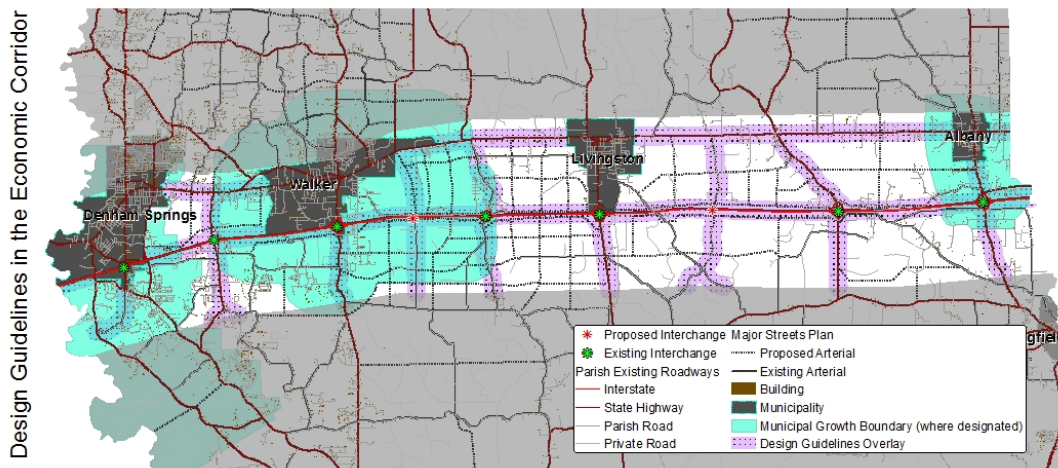 Design Guidelines in the Economic Corridor
Albany
Livingston
Walker
Denham Springs
gfiel
Proposed Interchange
Existing Interchange
Parish Existing Roadways
Interstate
State Highway
Parish Road
Private Road
Major Streets Plan
Proposed Arterial
Existing Arterial
Building
Municipality
Municipal Growth Boundary (where designated)
Design Guidelines Overlay